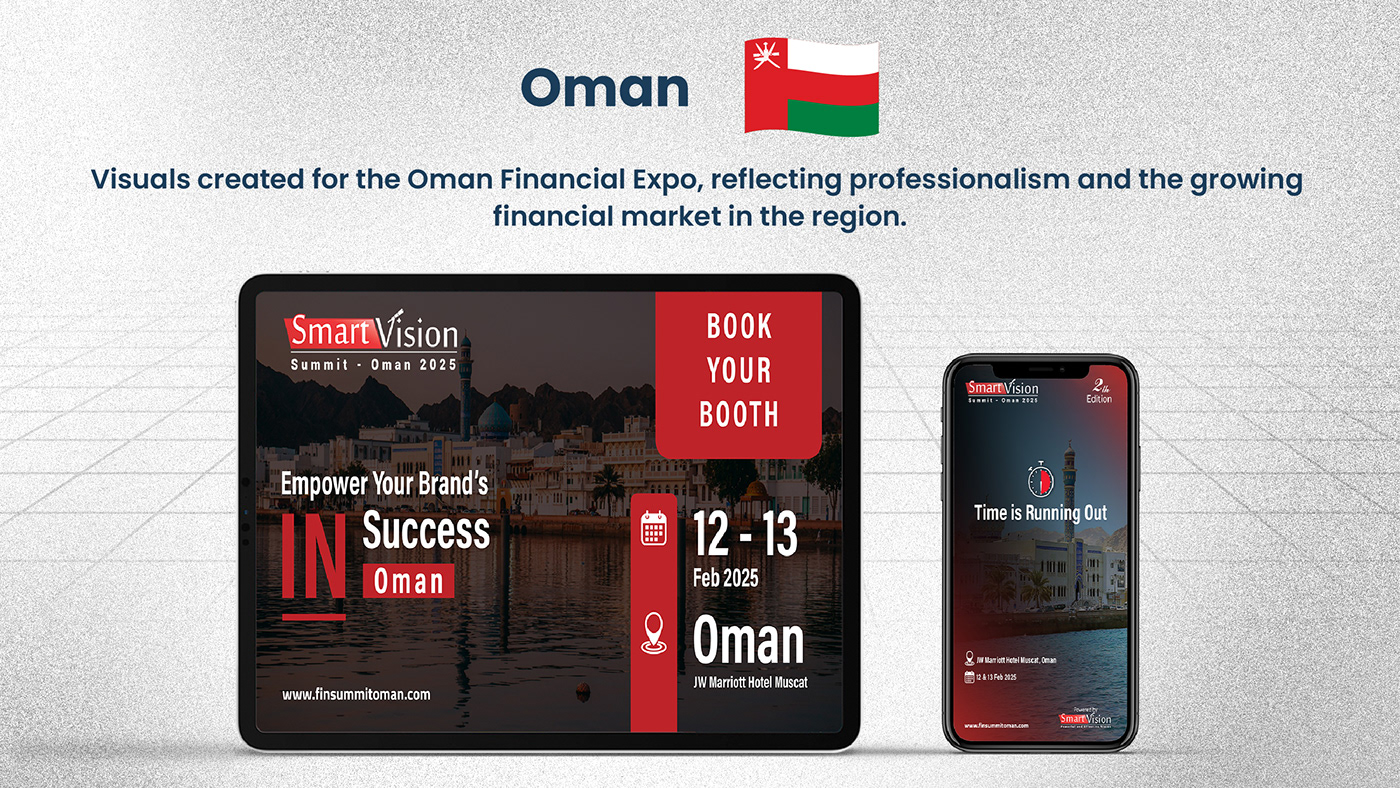 Oman
Visuals created for the Oman Financial Expo, reflecting professionalism and the growing
financial market in the region.
Smart Vision
Summit - Oman 2025
BOOK
YOUR
BOOTH
Empower Your Brand's
IN Success
Oman
12 - 13
Feb 2025
Oman
JW Marriott Hotel Muscat
www.finsummitoman.com
Smart Vision
Summit - Oman 2025
2th
Edition
Time is Running Out
JW Marriott Hotel Muscat, Oman
12 & 13 Feb 2025
www.finsummitoman.com
Powered by
Smart Vision